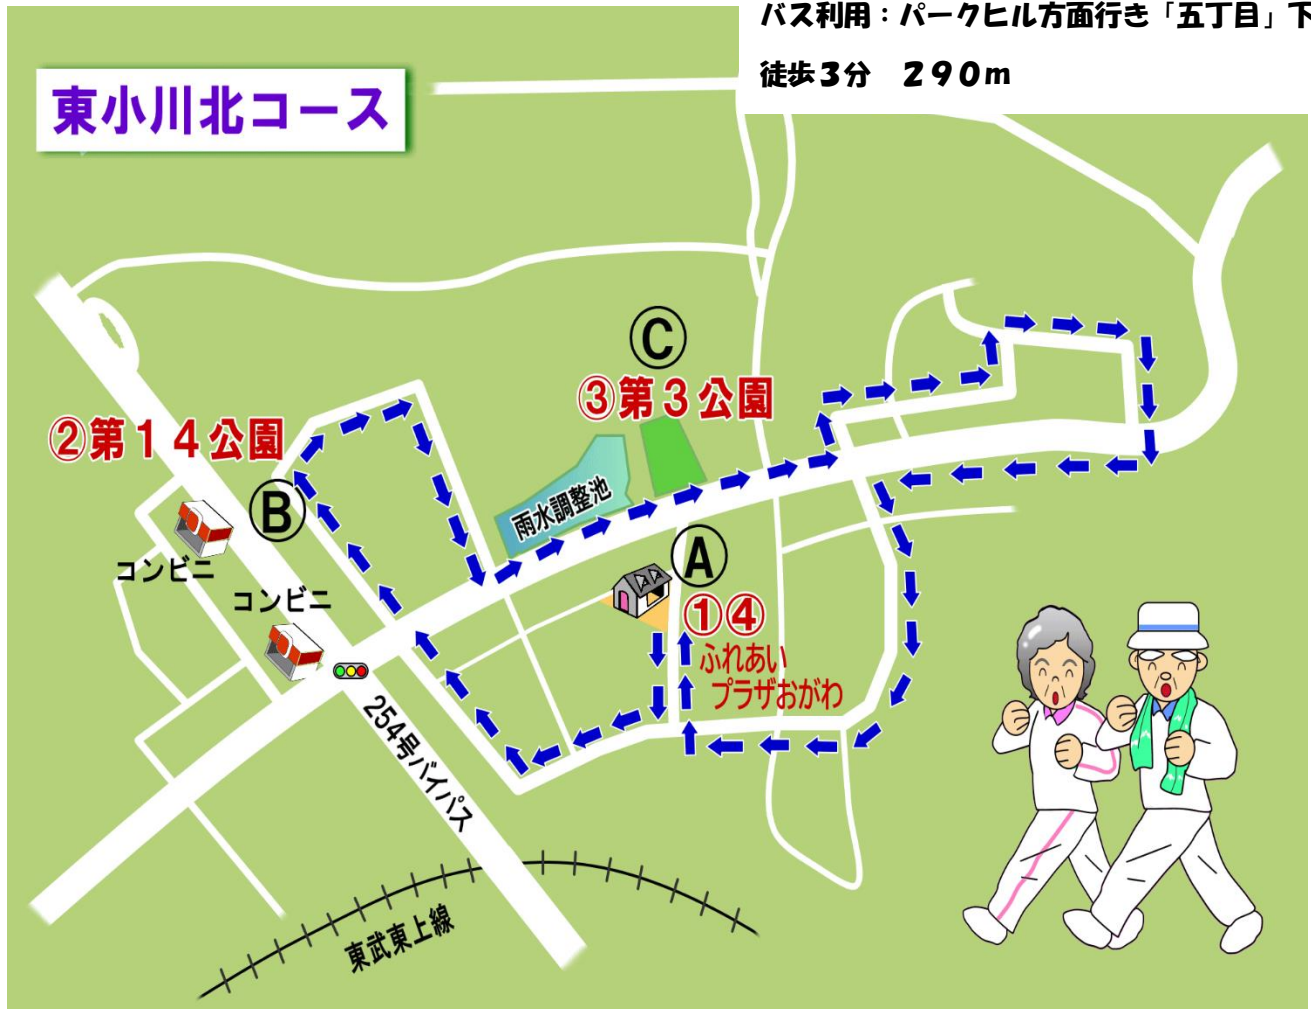 バス利用：パークヒル方面行き「五丁目」下
徒歩３分　２９０ｍ
東小川北コース
Ⓒ
③第３公園
②第１４公園
Ⓑ
雨水調整池
コンビニ
コンビニ
Ⓐ
①④
ふれあい
プラザおがわ
254号バイパス
東武東上線